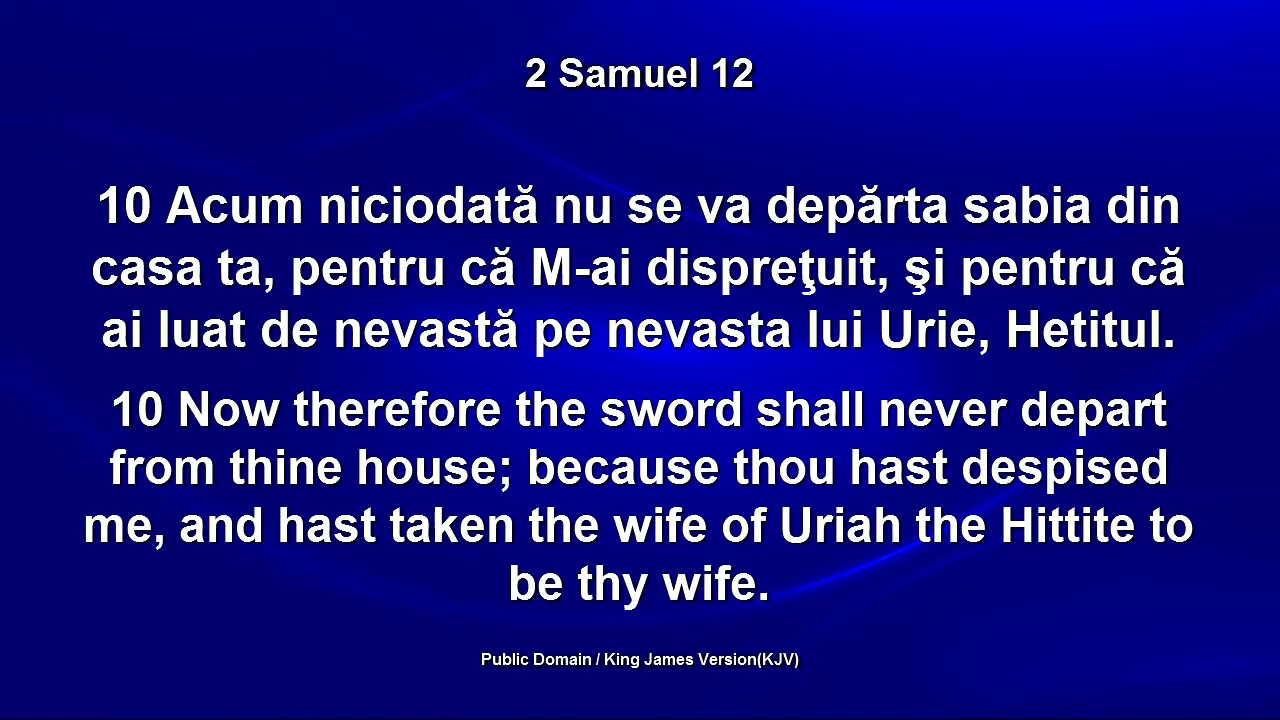 2 Samuel 12
10 Acum niciodată nu se va depărta sabia din
casa ta, pentru că M-ai dispreţuit, şi pentru că
ai luat de nevastă pe nevasta lui Urie, Hetitul.
10 Now therefore the sword shall never depart
from thine house; because thou hast despised
me, and hast taken the wife of Uriah the Hittite to
be thy wife.
Public Domain / King James Version(KJV)